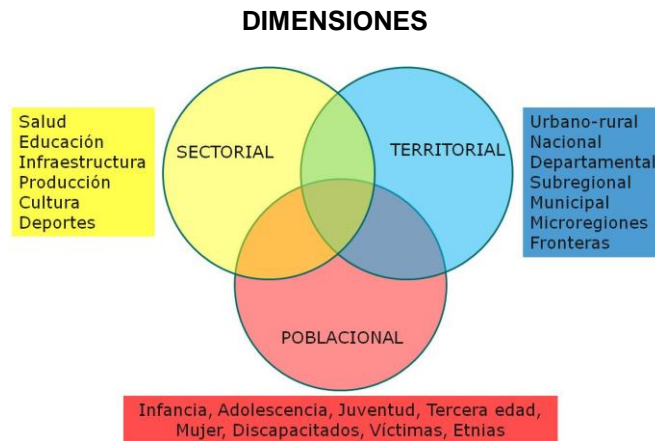 DIMENSIONES
Salud
Educación
Infraestructura
Producción
Cultura
Deportes
SECTORIAL
TERRITORIAL
Urbano-rural
Nacional
Departamental
Subregional
Municipal
Microregiones
Fronteras
POBLACIONAL
Infancia, Adolescencia, Juventud, Tercera edad,
Mujer, Discapacitados, Víctimas, Etnias